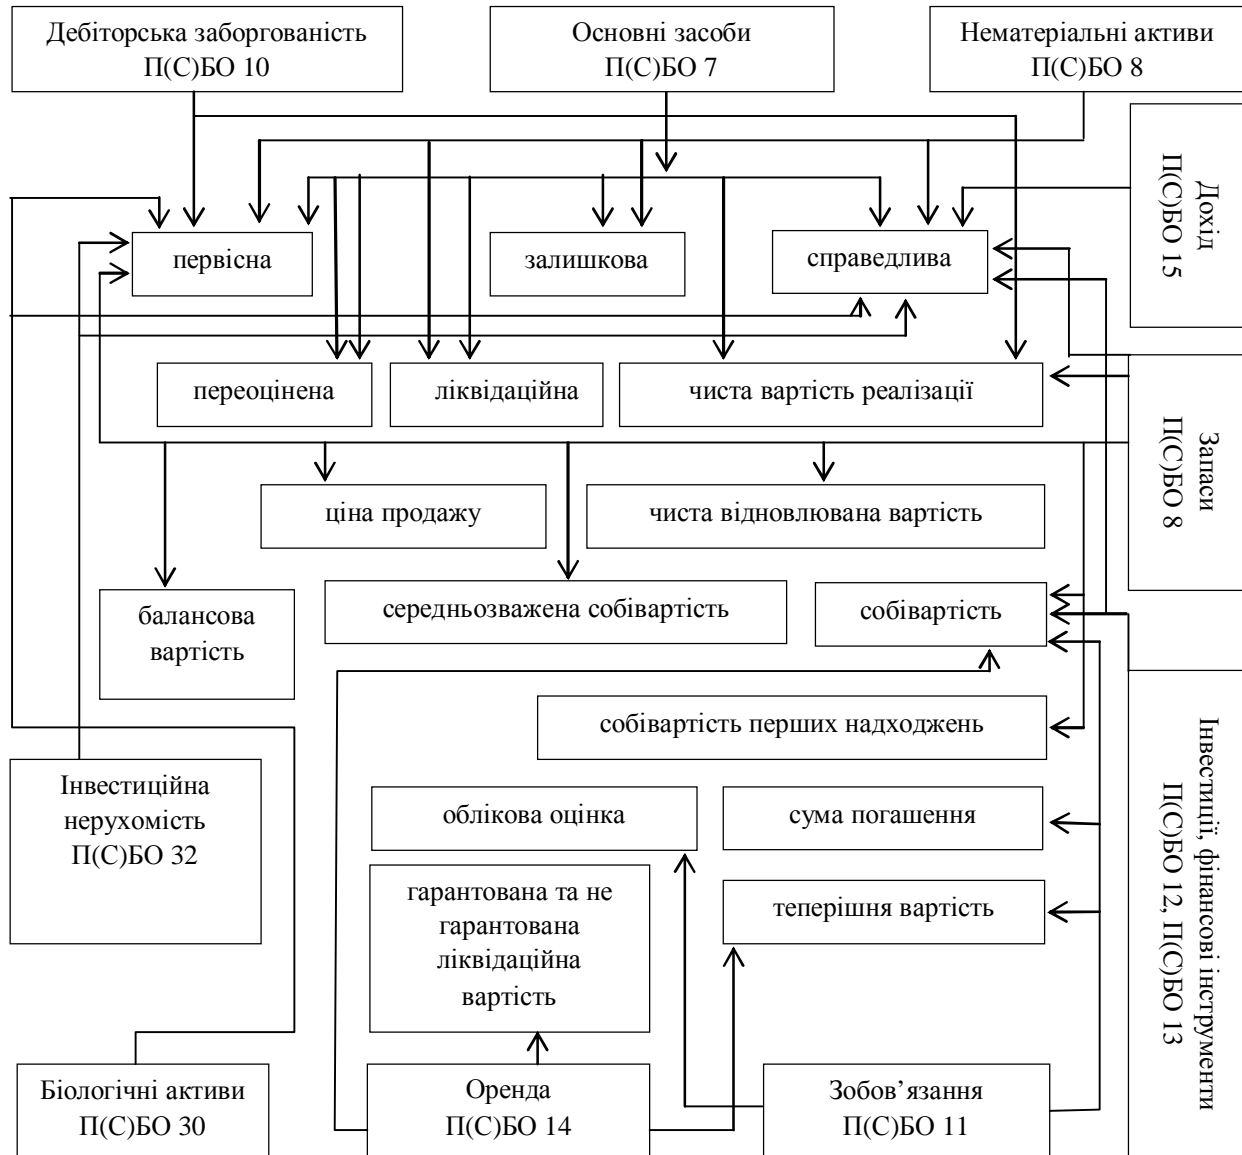 Дебіторська заборгованість
П(С)БО 10
Основні засоби
П(С)БО 7
Нематеріальні активи
П(С)БО 8
Дохід
П(С)БО 15
первісна
залишкова
справедлива
переоцінена
ліквідаційна
чиста вартість реалізації
Запаси
П(С)БО 8
ціна продажу
чиста відновлювана вартість
балансова
вартість
середньозважена собівартість
собівартість
собівартість перших надходжень
Інвестиції, фінансові інструменти
П(С)БО 12, П(С)БО 13
Інвестиційна
нерухомість
П(С)БО 32
облікова оцінка
сума погашення
гарантована та не
гарантована
ліквідаційна
вартість
теперішня вартість
Біологічні активи
П(С)БО 30
Оренда
П(С)БО 14
Зобов’язання
П(С)БО 11